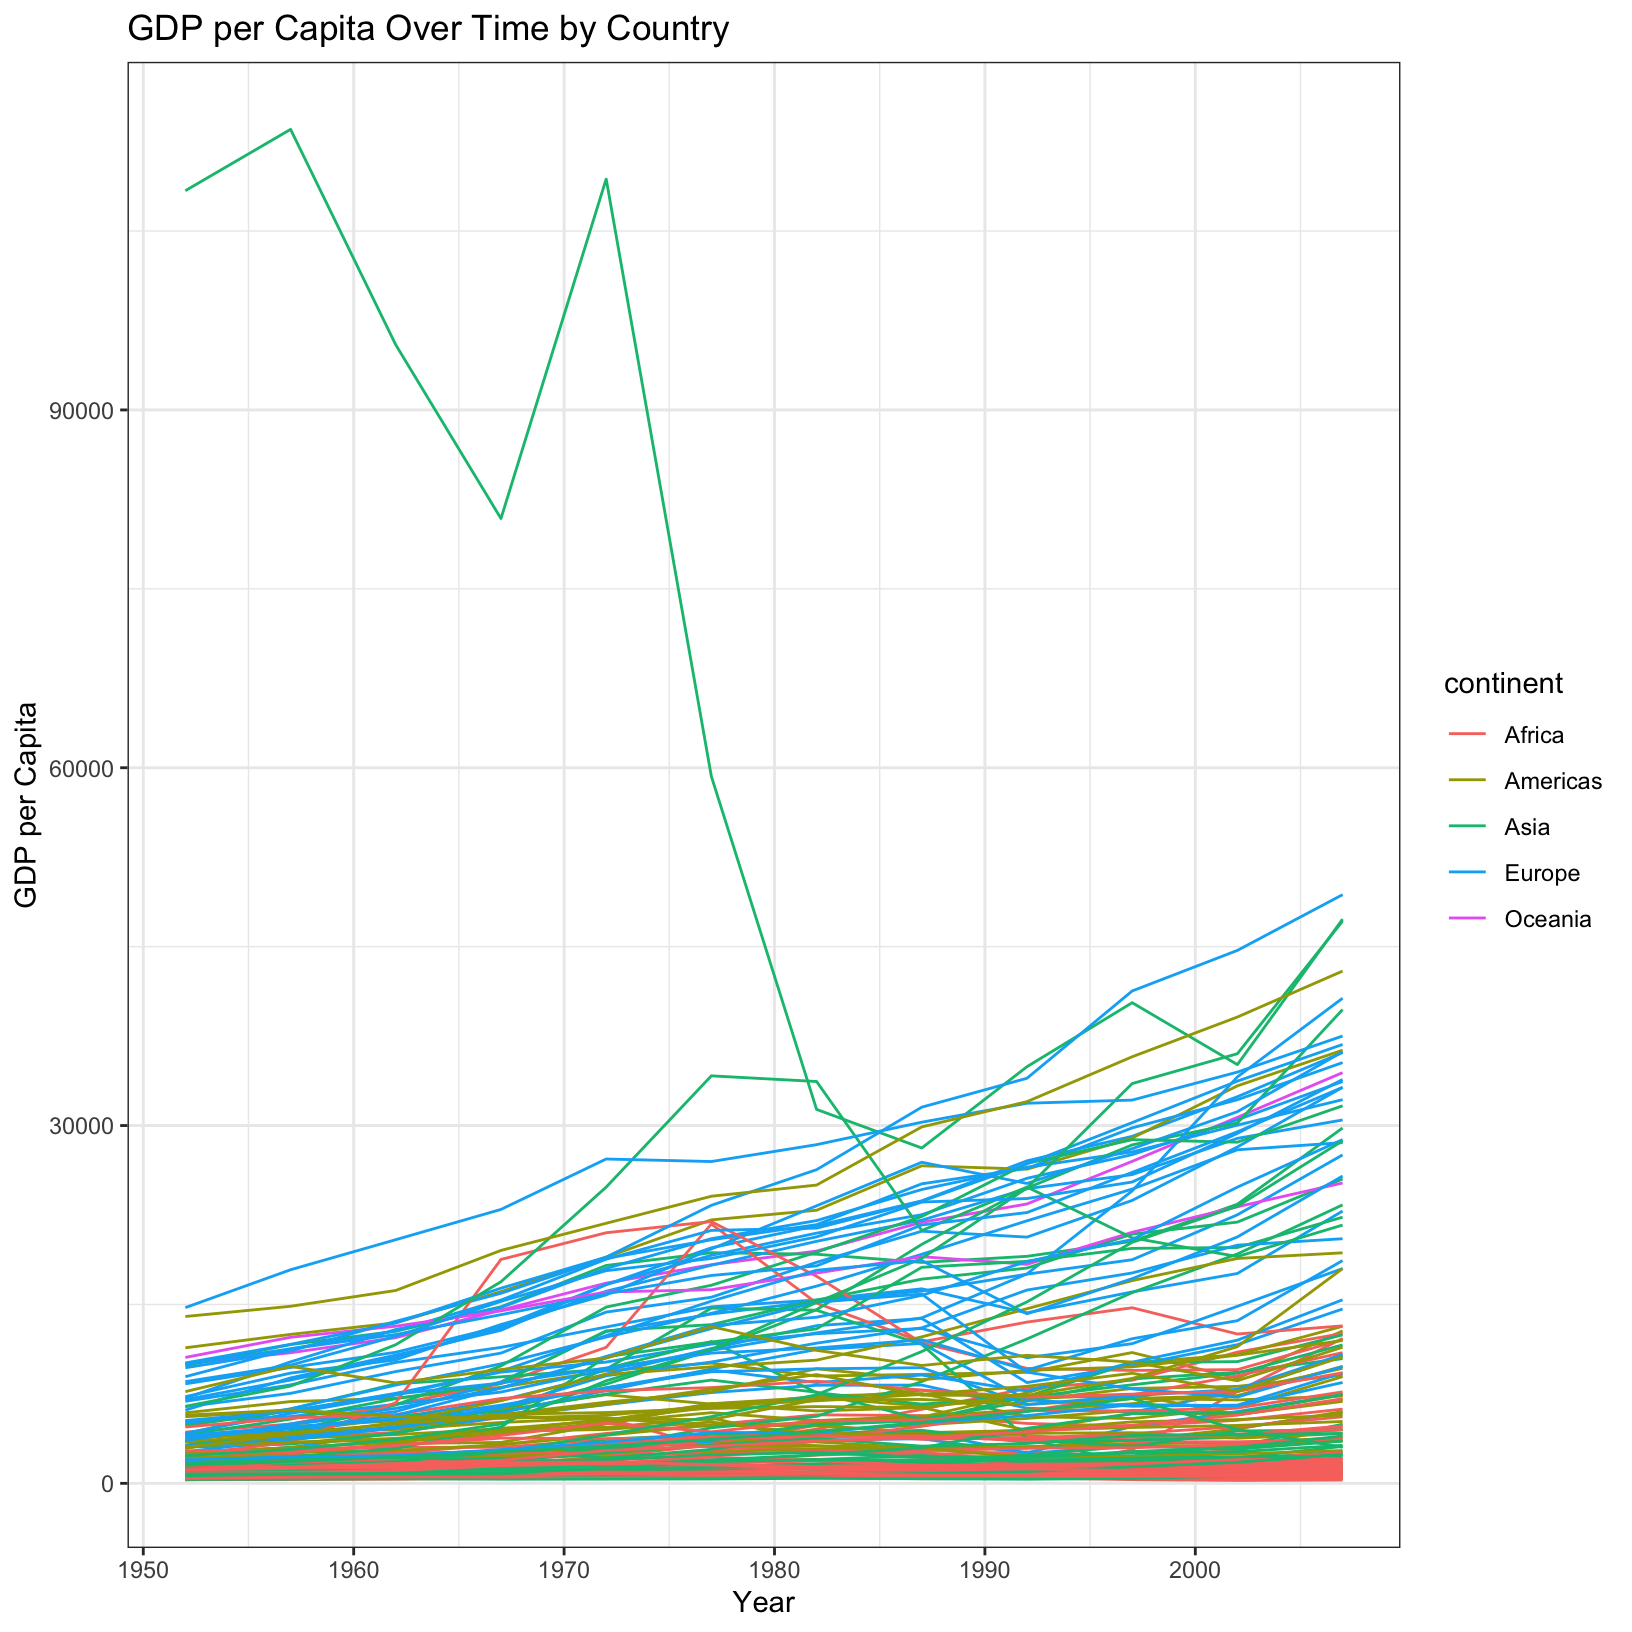 GDP per Capita Over Time by Country
GDP per Capita
90000
60000
30000
0
1950 1960 1970 1980 1990 2000
Year
continent
Africa
Americas
Asia
Europe
Oceania